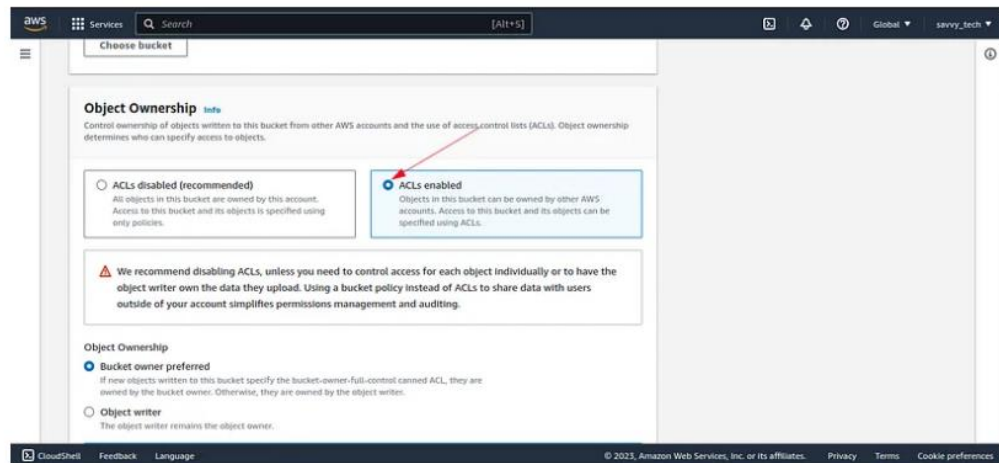 aws
Services
Search
[Alt+S]
Global
savvy_tech
Choose bucket
Object Ownership Info
Control ownership of objects written to this bucket from other AWS accounts and the use of access control lists (ACLs). Object ownership
determines who can specify access to objects.
ACLs disabled (recommended)
All objects in this bucket are owned by this account.
Access to this bucket and its objects is specified using
only policies.
ACLs enabled
Objects in this bucket can be owned by other AWS
accounts. Access to this bucket and its objects can be
specified using ACLs.
We recommend disabling ACLs, unless you need to control access for each object individually or to have the
object writer own the data they upload. Using a bucket policy instead of ACLs to share data with users
outside of your account simplifies permissions management and auditing.
Object Ownership
Bucket owner preferred
If new objects written to this bucket specify the bucket-owner-full-control canned ACL, they are
owned by the bucket owner. Otherwise, they are owned by the object writer.
Object writer
The object writer remains the object owner.
CloudShell
Feedback
Language
© 2023, Amazon Web Services, Inc. or its affiliates.
Privacy
Terms
Cookie preferences